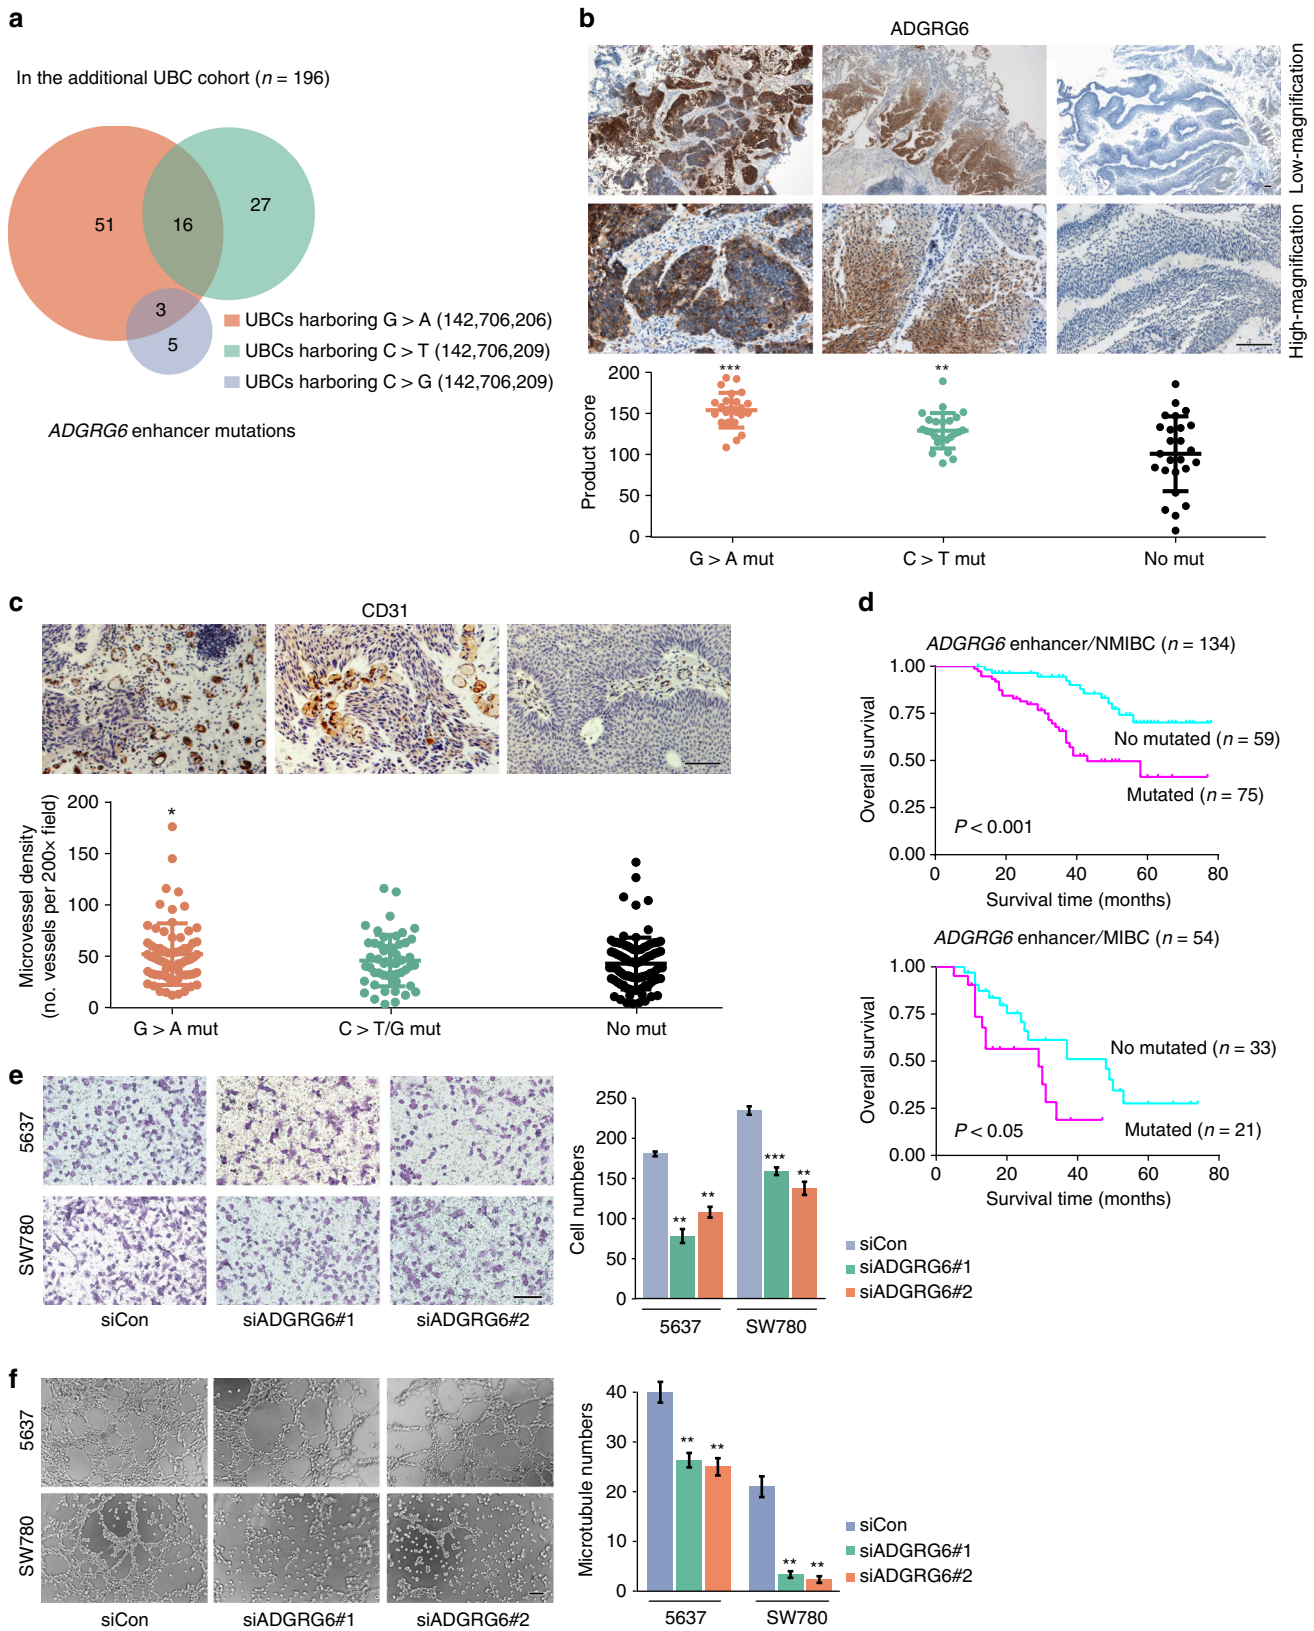 a
In the additional UBC cohort (n = 196)
51
16
27
3
5
UBCs harboring G > A (142,706,206)
UBCs harboring C > T (142,706,209)
UBCs harboring C > G (142,706,209)
ADGRG6 enhancer mutations
b
ADGRG6
Low-magnification
High-magnification
Product score
200
150
100
50
0
***
**
G > A mut
C > T mut
No mut
c
CD31
Microvessel density
(no. vessels per 200× field)
200
150
100
50
0
*
G > A mut
C > T/G mut
No mut
d
ADGRG6 enhancer/NMIBC (n = 134)
Overall survival
1.00
0.75
0.50
0.25
0.00
No mutated (n = 59)
Mutated (n = 75)
P < 0.001
0 20 40 60 80
Survival time (months)
ADGRG6 enhancer/MIBC (n = 54)
Overall survival
1.00
0.75
0.50
0.25
0.00
No mutated (n = 33)
Mutated (n = 21)
P < 0.05
0 20 40 60 80
Survival time (months)
e
5637
SW780
siCon
siADGRG6#1
siADGRG6#2
Cell numbers
250
200
150
100
50
0
**
**
***
**
5637
SW780
siCon
siADGRG6#1
siADGRG6#2
f
5637
SW780
siCon
siADGRG6#1
siADGRG6#2
Microtubule numbers
40
30
20
10
0
**
**
**
**
5637
SW780
siCon
siADGRG6#1
siADGRG6#2